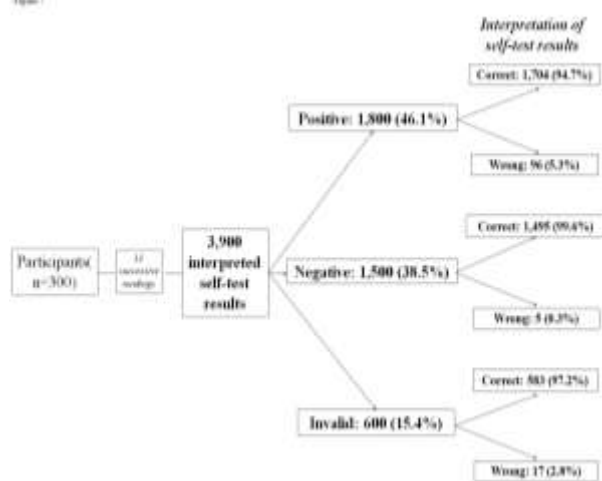 Interpretation of
self-test results
Correct: 1,704 (94.7%)
Positive: 1,800 (46.1%)
Wrong: 96 (5.3%)
Correct: 1,495 (99.6%)
3,900
interpreted
self-test
results
Participants(
n=300)
Negative: 1,500 (38.5%)
Wrong: 5 (0.3%)
Correct: 583 (97.2%)
Invalid: 600 (15.4%)
Wrong: 17 (2.8%)